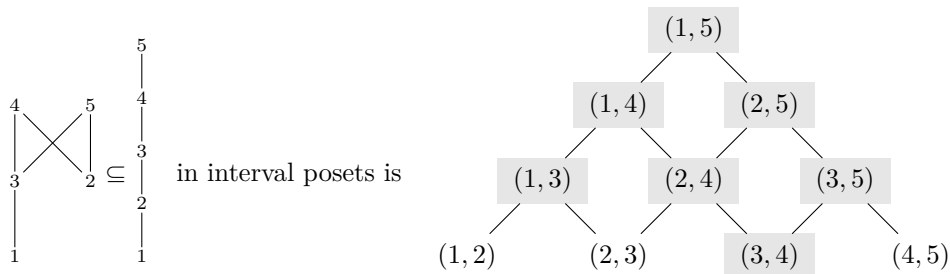 (1, 5)
5
4
3
2
1
4 5
3 2
1
⊆
in interval posets is
(1, 4) (2, 5)
(1, 3) (2, 4) (3, 5)
(1, 2) (2, 3) (3, 4) (4, 5)